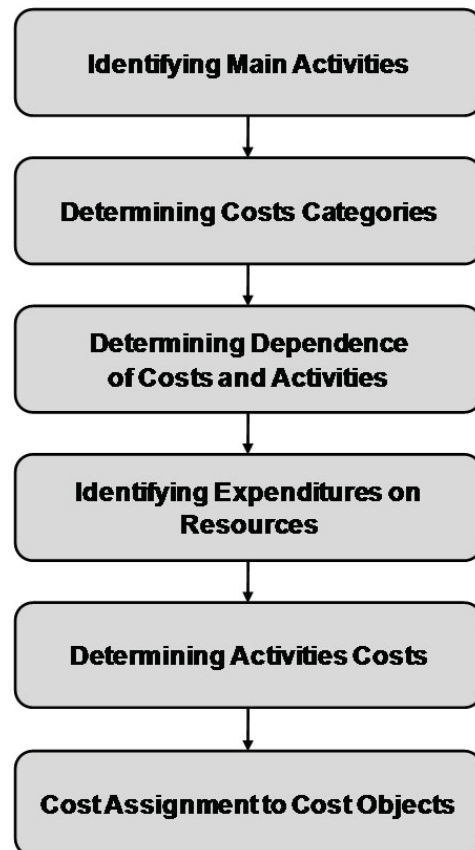 Identifying Main Activities
Determining Costs Categories
Determining Dependence
of Costs and Activities
Identifying Expenditures on
Resources
Determining Activities Costs
Cost Assignment to Cost Objects